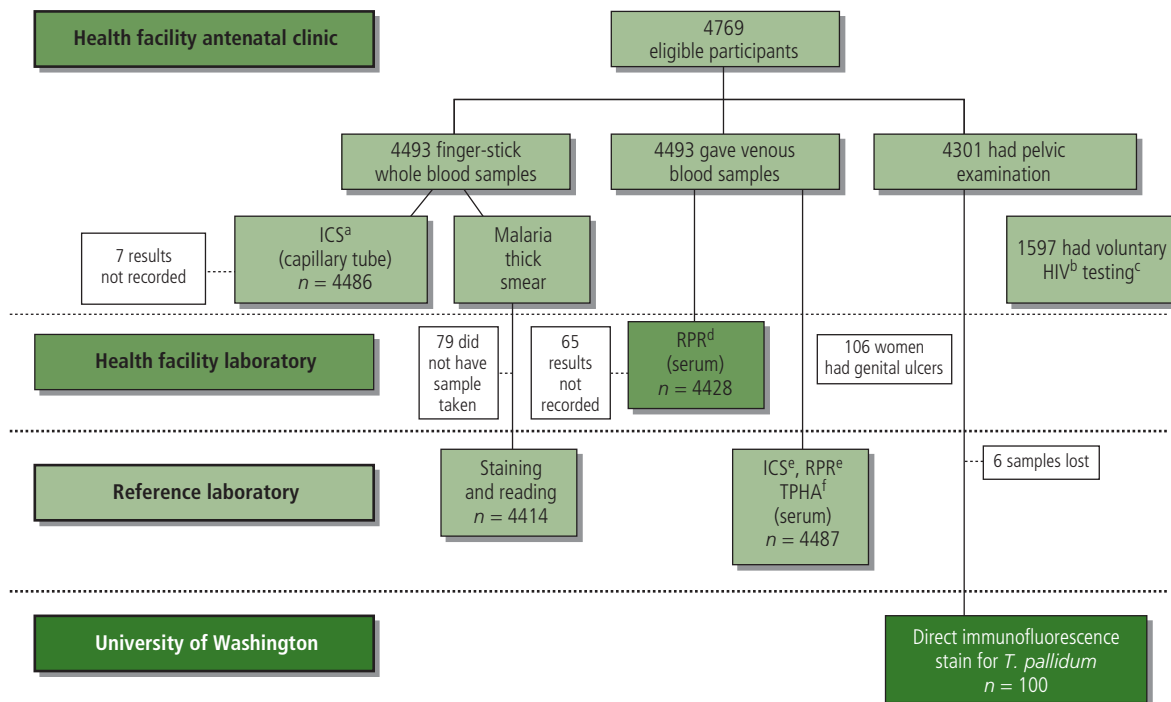 Health facility antenatal clinic
4769
eligible participants
4493 finger-stick
whole blood samples
4493 gave venous
blood samples
4301 had pelvic
examination
7 results
not recorded
ICSᵃ
(capillary tube)
n = 4486
Malaria
thick
smear
1597 had voluntary
HIVᵇ testingᶜ
Health facility laboratory
79 did
not have
sample
taken
65
results
not
recorded
RPRᵈ
(serum)
n = 4428
106 women
had genital ulcers
Reference laboratory
Staining
and reading
n = 4414
ICSᵉ, RPRᵉ
TPHAᶠ
(serum)
n = 4487
6 samples lost
University of Washington
Direct immunofluorescence
stain for T. pallidum
n = 100